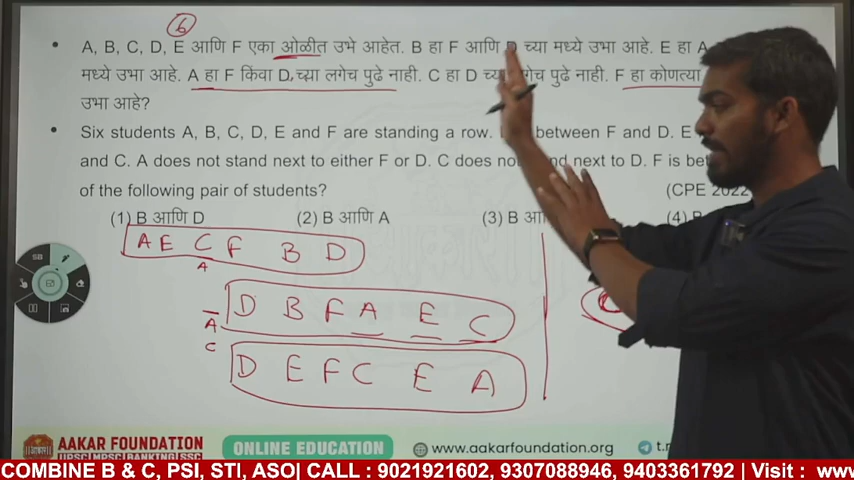 6
• A, B, C, D, E आणि F एका ओळीत उभे आहेत. B हा F आणि D च्या मध्ये उभा आहे. E हा A
मध्ये उभा आहे. A हा F किंवा D च्या लगेच पुढे नाही. C हा D च्या लगेच पुढे नाही. F हा कोणत्या
उभा आहे?
• Six students A, B, C, D, E and F are standing a row. between F and D. E
and C. A does not stand next to either F or D. C does not stand next to D. F is
of the following pair of students?
(CPE 2022
(1) B आणि D (2) B आणि A (3) B (4) B
A E C F B D
A
D B F A E C
A
C
D E F C E A
SB
AAKAR FOUNDATION
UPSC MPSC BANKING SSC
ONLINE EDUCATION
www.aakarfoundation.org
COMBINE B & C, PSI, STI, ASO| CALL : 9021921602, 9307088946, 9403361792 | Visit : www